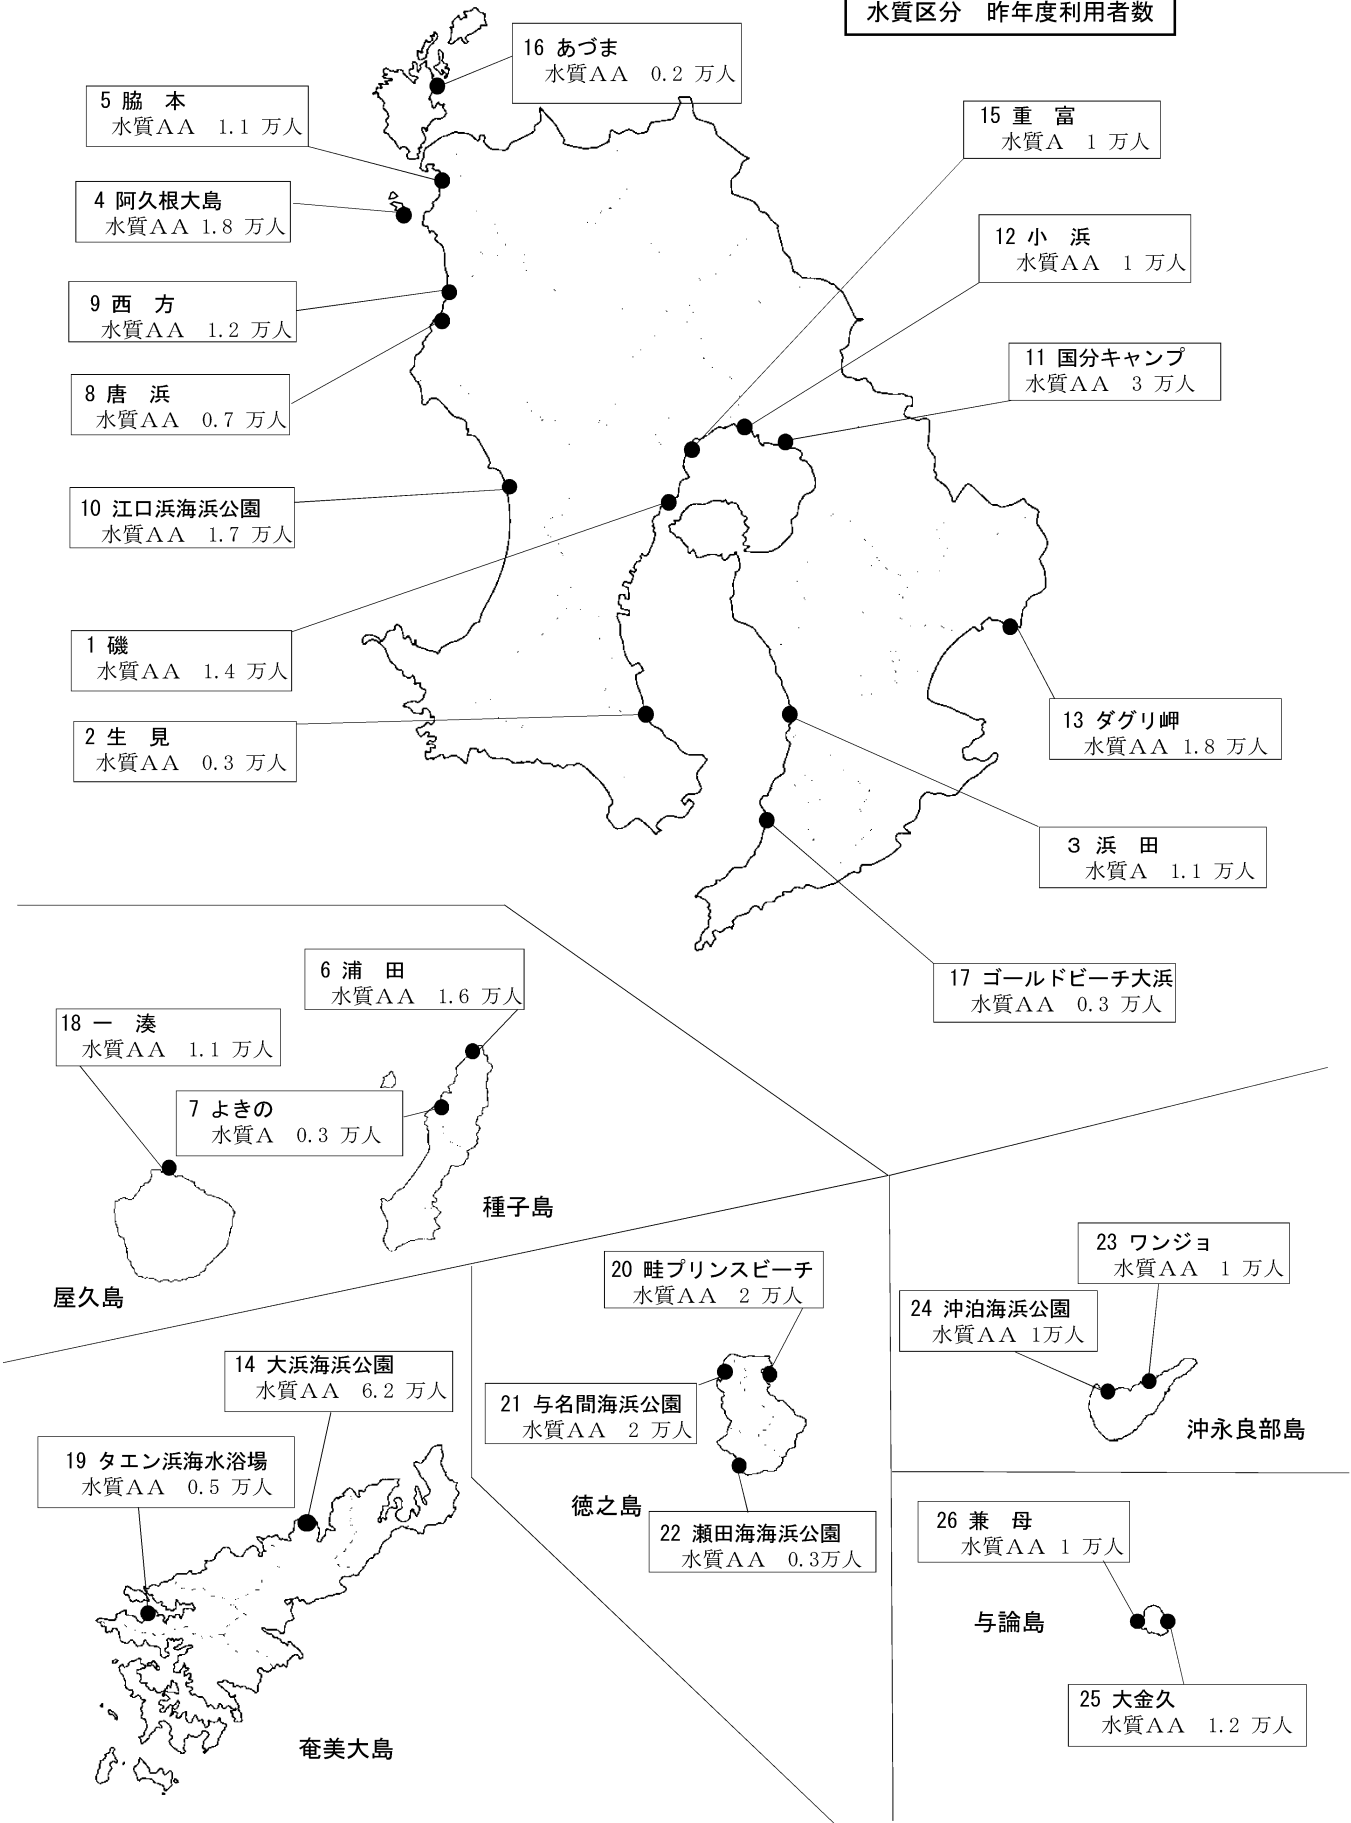 水質区分　昨年度利用者数
16 あづま
水質ＡＡ　0.2 万人
5 脇　本
水質ＡＡ　1.1 万人
15 重　富
水質Ａ　1 万人
4 阿久根大島
水質ＡＡ 1.8 万人
12 小　浜
水質ＡＡ　1 万人
9 西　方
水質ＡＡ　1.2 万人
11 国分キャンプ
水質ＡＡ　3 万人
8 唐　浜
水質ＡＡ　0.7 万人
10 江口浜海浜公園
水質ＡＡ　1.7 万人
1 磯
水質ＡＡ　1.4 万人
13 ダグリ岬
水質ＡＡ 1.8 万人
2 生　見
水質ＡＡ　0.3 万人
3 浜　田
水質Ａ　1.1 万人
17 ゴールドビーチ大浜
水質ＡＡ　0.3 万人
6 浦　田
水質ＡＡ　1.6 万人
18 一　湊
水質ＡＡ　1.1 万人
7 よきの
水質Ａ　0.3 万人
種子島
屋久島
23 ワンジョ
水質ＡＡ　1 万人
20 畦プリンスビーチ
水質ＡＡ　2 万人
24 沖泊海浜公園
水質ＡＡ 1万人
14 大浜海浜公園
水質ＡＡ　6.2 万人
21 与名間海浜公園
水質ＡＡ　2 万人
沖永良部島
19 タエン浜海水浴場
水質ＡＡ　0.5 万人
徳之島
22 瀬田海海浜公園
水質ＡＡ　0.3万人
26 兼　母
水質ＡＡ 1 万人
与論島
25 大金久
水質ＡＡ　1.2 万人
奄美大島